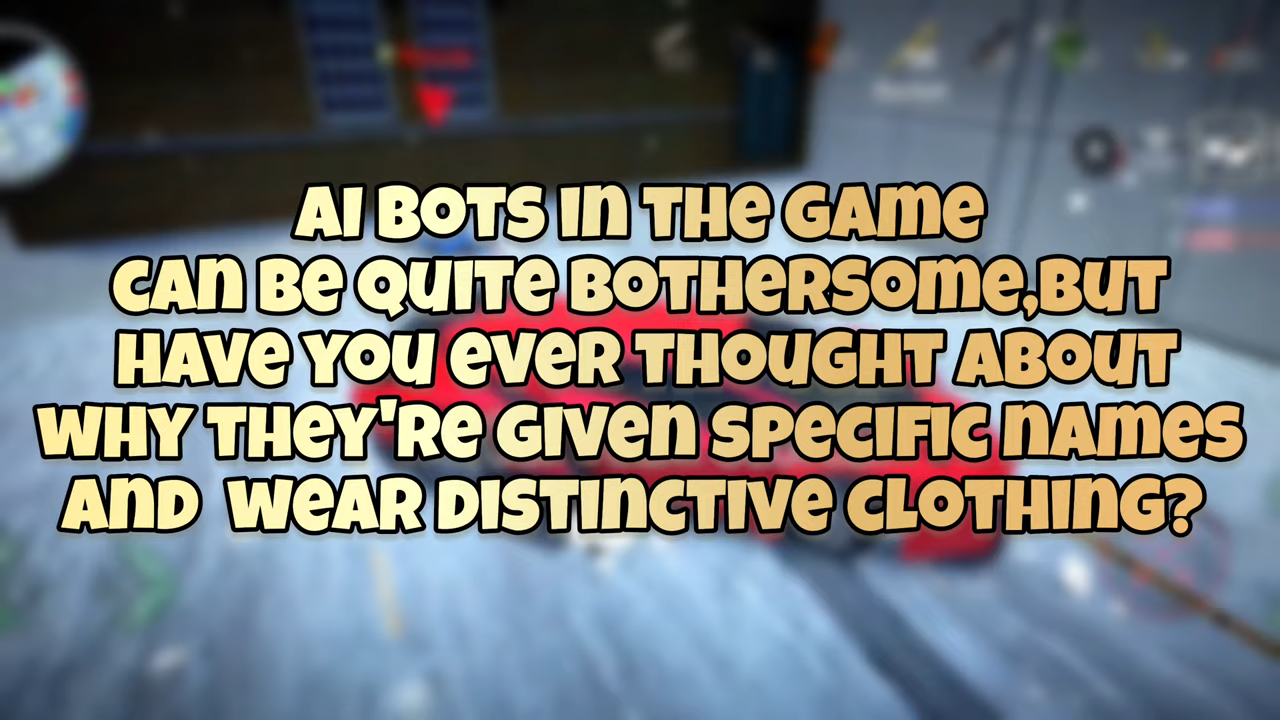 AI BOTS IN THE GAME
CAN BE QUITE BOTHERSOME,BUT
HAVE YOU EVER THOUGHT ABOUT
WHY THEY'RE GIVEN SPECIFIC NAMES
AND WEAR DISTINCTIVE CLOTHING?